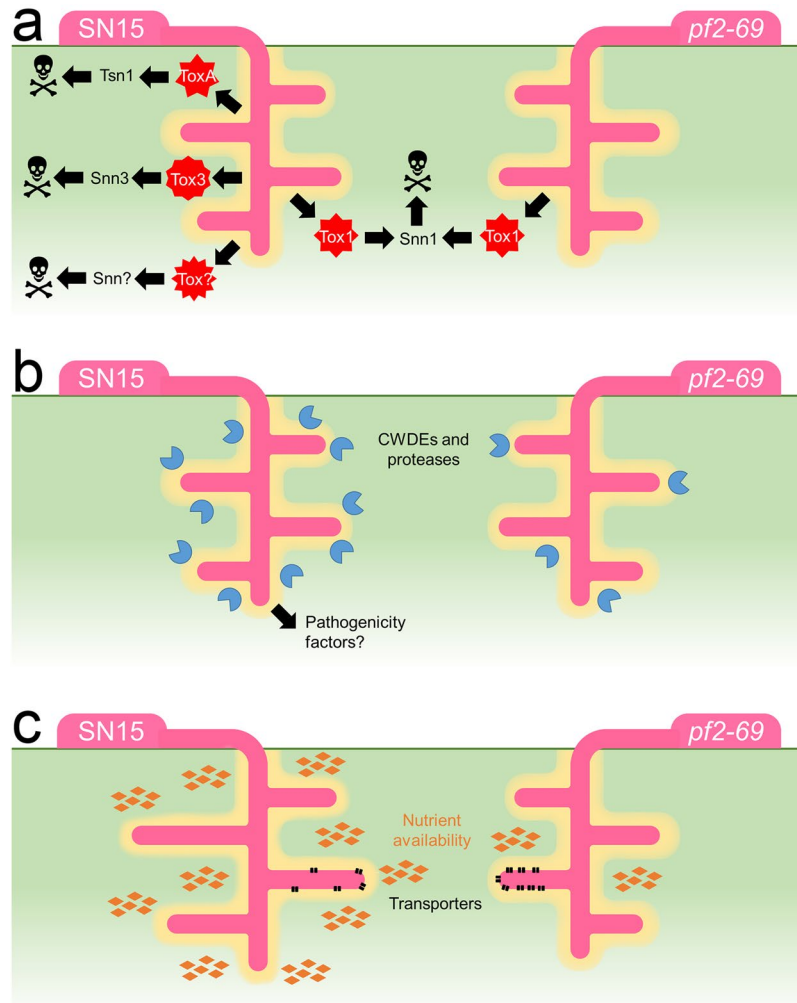 a
SN15
pf2-69
ToxA
Tsn1
Tox3
Snn3
Tox?
Snn?
Tox1
Snn1
Tox1
b
SN15
pf2-69
CWDEs and
proteases
Pathogenicity
factors?
c
SN15
pf2-69
Nutrient
availability
Transporters